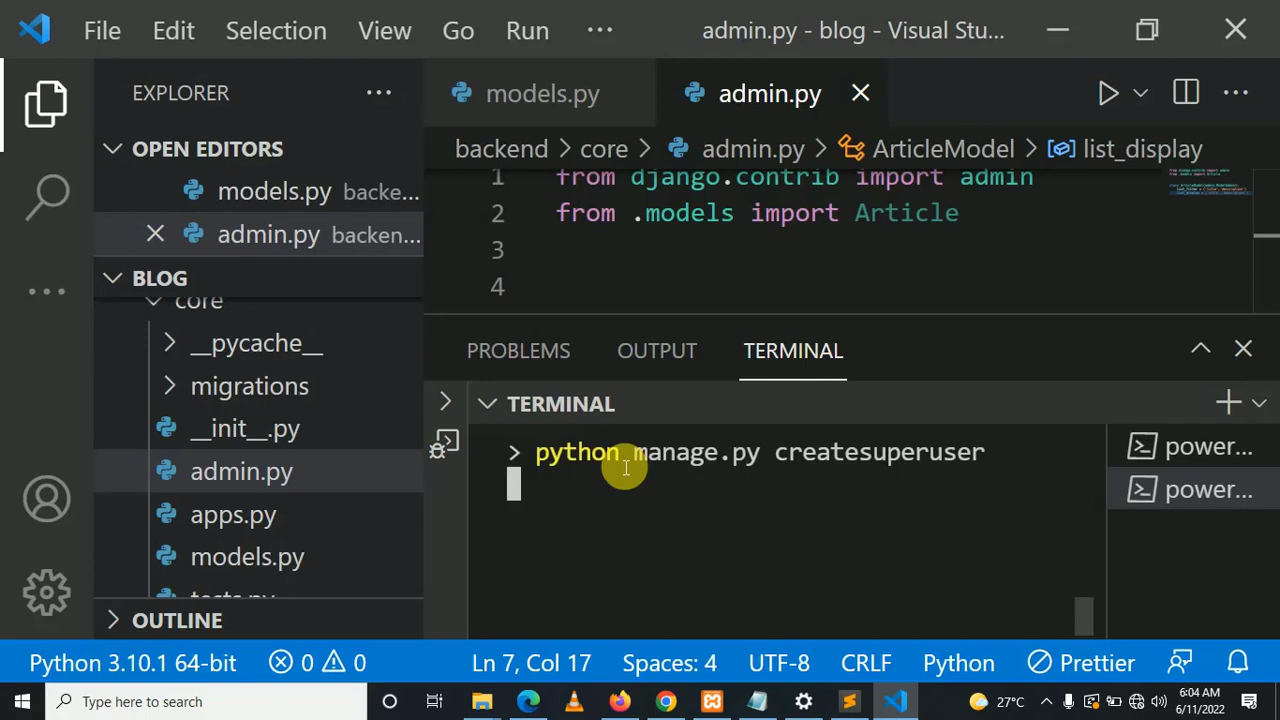 File Edit Selection View Go Run ··· admin.py - blog - Visual Stu...
EXPLORER ···
OPEN EDITORS
models.py backe...
admin.py backen...
BLOG
core
__pycache__
migrations
__init__.py
admin.py
apps.py
models.py
tests.py
OUTLINE
models.py admin.py
backend > core > admin.py > ArticleModel > list_display
1 from django.contrib import admin
2 from .models import Article
3
4
PROBLEMS OUTPUT TERMINAL
TERMINAL
> python manage.py createsuperuser
power...
power...
Python 3.10.1 64-bit 0 0 Ln 7, Col 17 Spaces: 4 UTF-8 CRLF Python Prettier
Type here to search
27°C
6:04 AM
6/11/2022